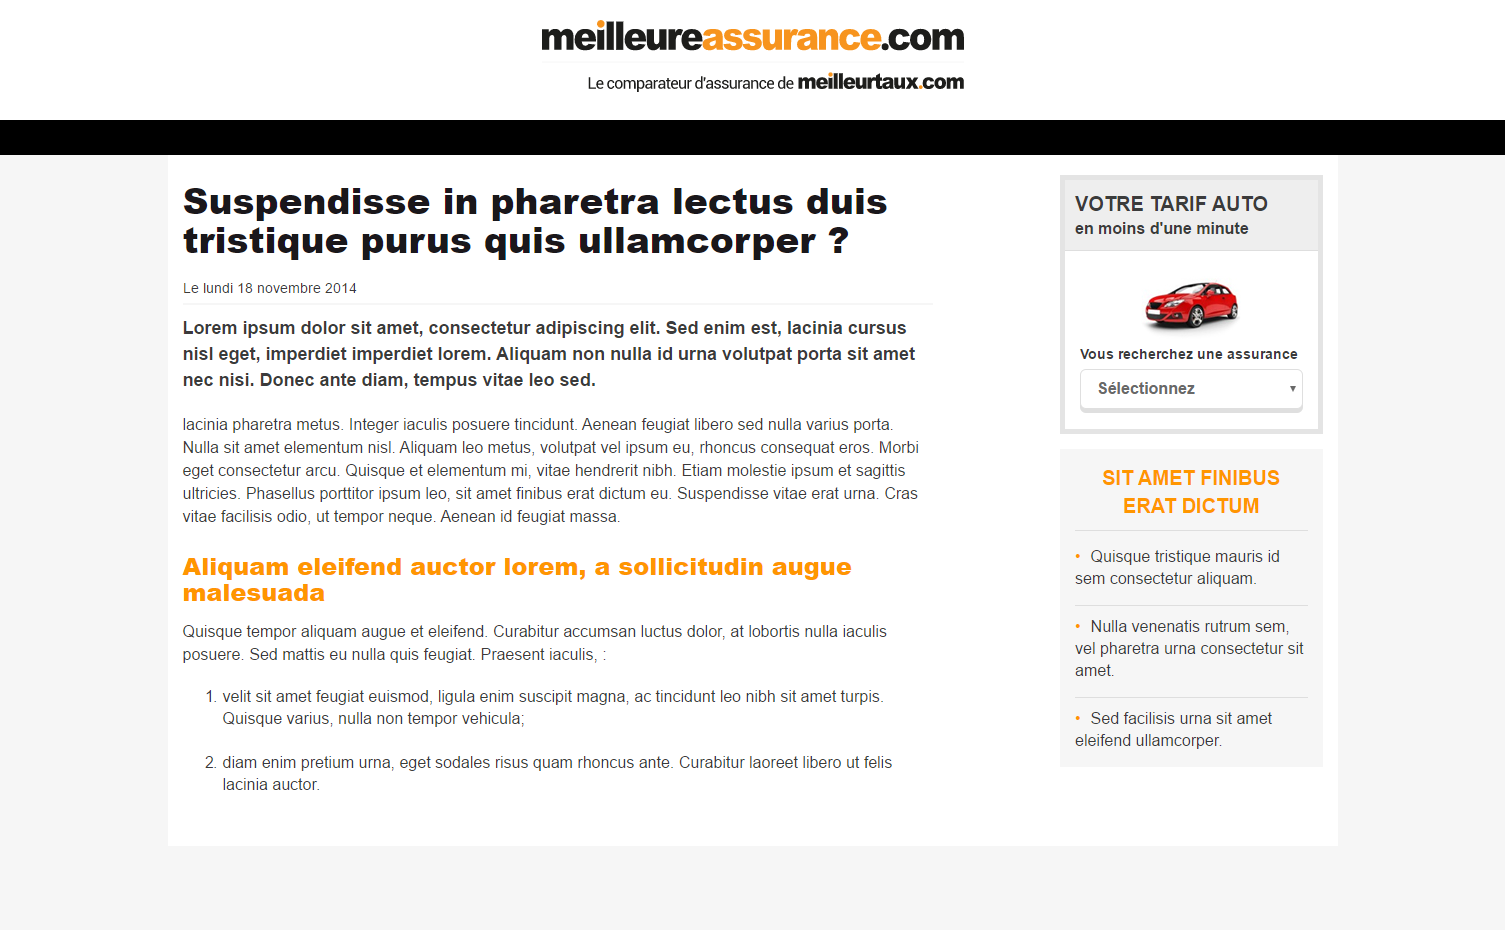 meilleureassurance.com
Le comparateur d'assurance de meilleurtaux.com
Suspendisse in pharetra lectus duis
tristique purus quis ullamcorper ?
Le lundi 18 novembre 2014
Lorem ipsum dolor sit amet, consectetur adipiscing elit. Sed enim est, lacinia cursus
nisl eget, imperdiet imperdiet lorem. Aliquam non nulla id urna volutpat porta sit amet
nec nisi. Donec ante diam, tempus vitae leo sed.
lacinia pharetra metus. Integer iaculis posuere tincidunt. Aenean feugiat libero sed nulla varius porta.
Nulla sit amet elementum nisl. Aliquam leo metus, volutpat vel ipsum eu, rhoncus consequat eros. Morbi
eget consectetur arcu. Quisque et elementum mi, vitae hendrerit nibh. Etiam molestie ipsum et sagittis
ultricies. Phasellus porttitor ipsum leo, sit amet finibus erat dictum eu. Suspendisse vitae erat urna. Cras
vitae facilisis odio, ut tempor neque. Aenean id feugiat massa.
Aliquam eleifend auctor lorem, a sollicitudin augue
malesuada
Quisque tempor aliquam augue et eleifend. Curabitur accumsan luctus dolor, at lobortis nulla iaculis
posuere. Sed mattis eu nulla quis feugiat. Praesent iaculis, :
1. velit sit amet feugiat euismod, ligula enim suscipit magna, ac tincidunt leo nibh sit amet turpis.
Quisque varius, nulla non tempor vehicula;
2. diam enim pretium urna, eget sodales risus quam rhoncus ante. Curabitur laoreet libero ut felis
lacinia auctor.
VOTRE TARIF AUTO
en moins d'une minute
Vous recherchez une assurance
Sélectionnez
SIT AMET FINIBUS
ERAT DICTUM
• Quisque tristique mauris id
sem consectetur aliquam.
• Nulla venenatis rutrum sem,
vel pharetra urna consectetur sit
amet.
• Sed facilisis urna sit amet
eleifend ullamcorper.